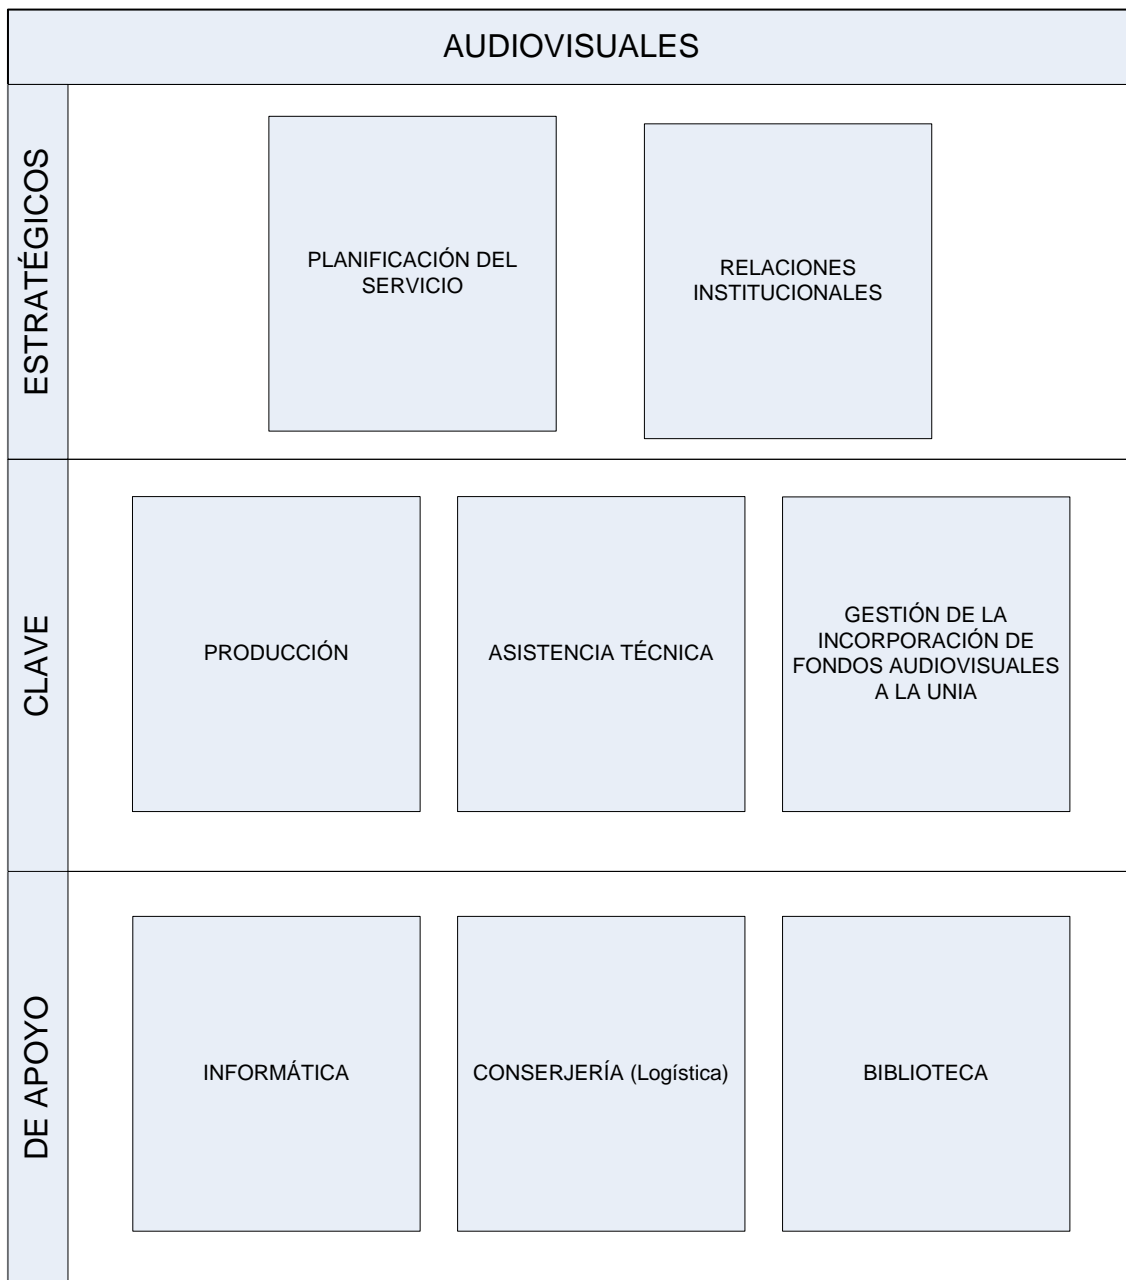 AUDIOVISUALES
ESTRATÉGICOS
PLANIFICACIÓN DEL
SERVICIO
RELACIONES
INSTITUCIONALES
CLAVE
PRODUCCIÓN
ASISTENCIA TÉCNICA
GESTIÓN DE LA
INCORPORACIÓN DE
FONDOS AUDIOVISUALES
A LA UNIA
DE APOYO
INFORMÁTICA
CONSERJERÍA (Logística)
BIBLIOTECA